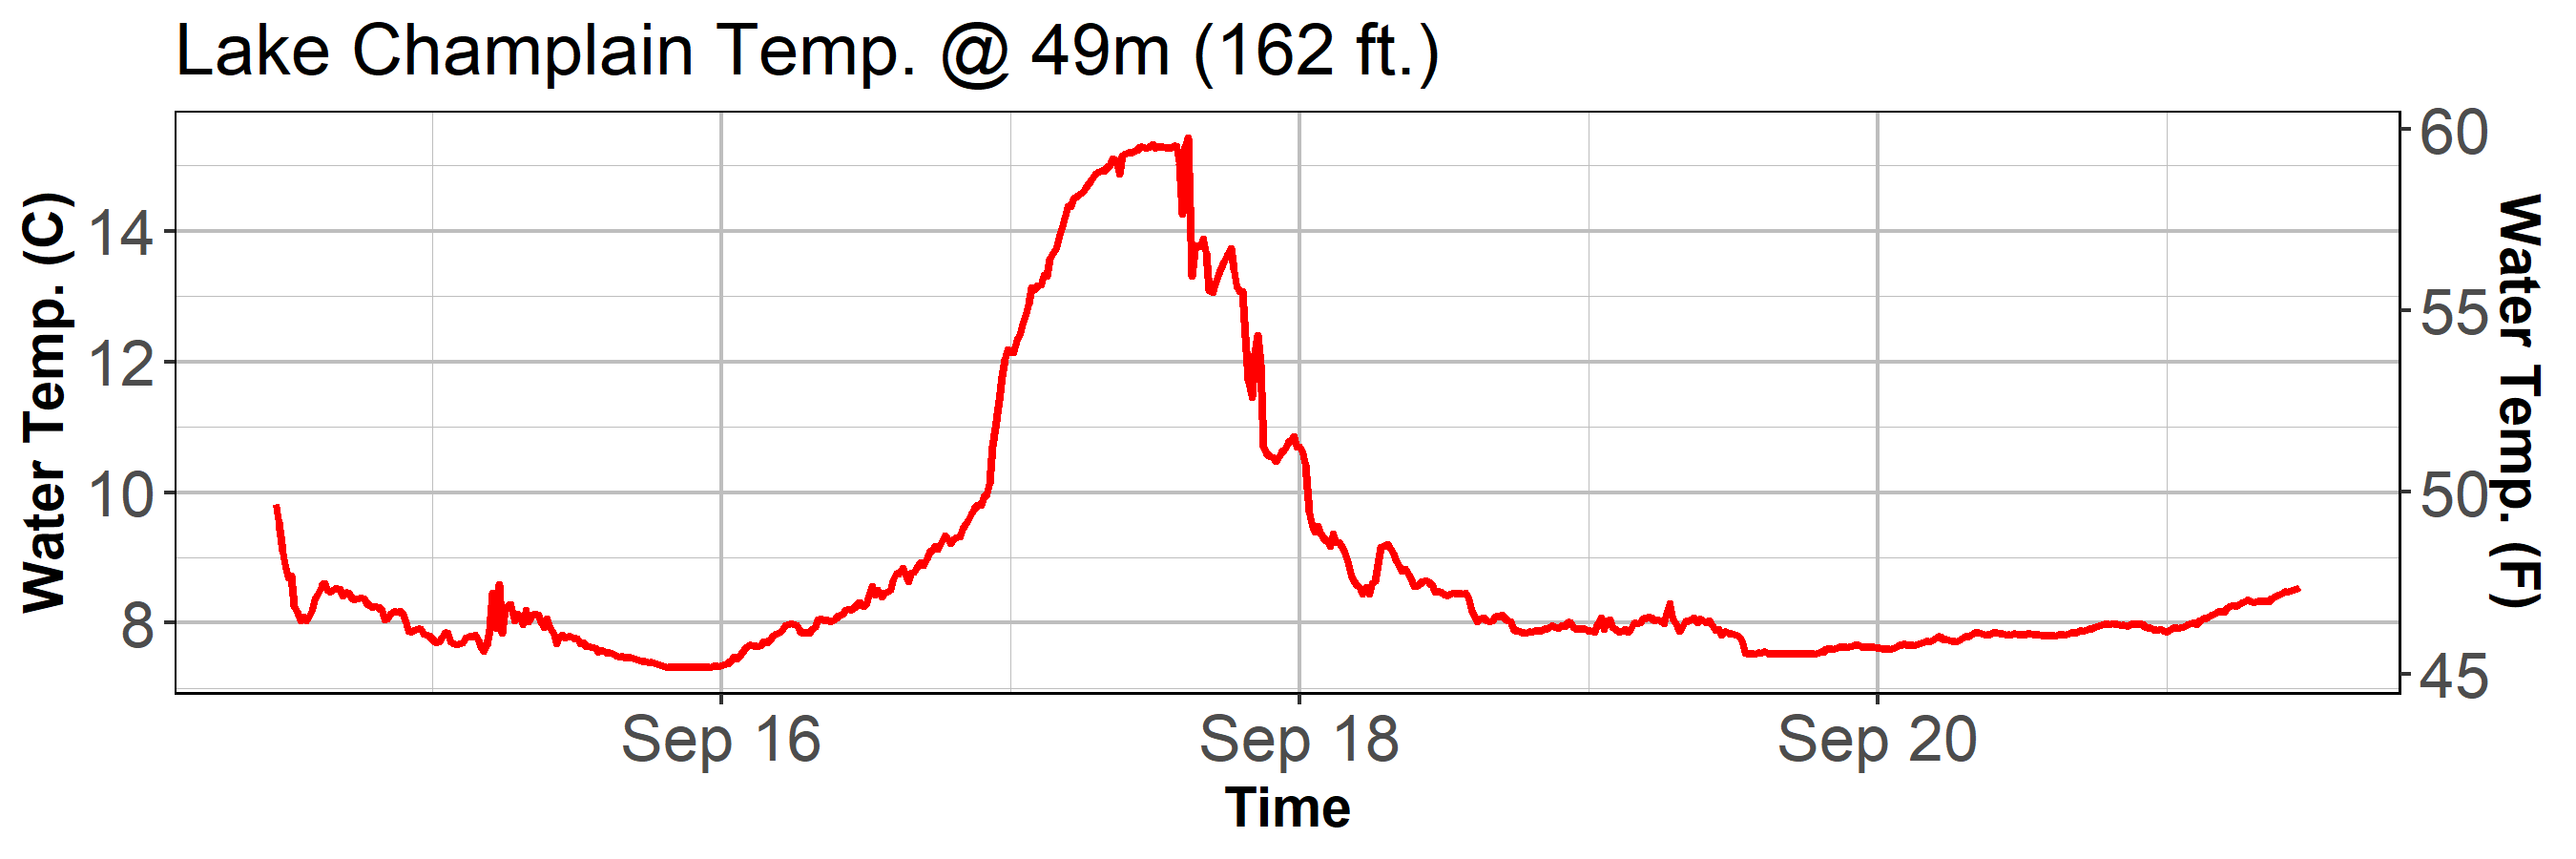 Lake Champlain Temp. @ 49m (162 ft.)
Water Temp. (C)
14
12
10
8
60
55
50
45
Water Temp. (F)
Sep 16 Sep 18 Sep 20
Time